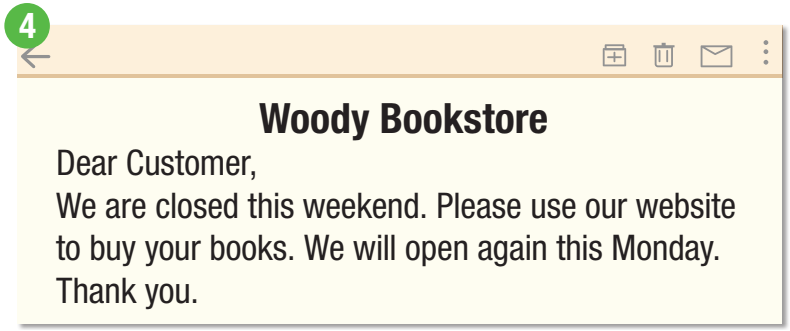 4
Woody Bookstore
Dear Customer,
We are closed this weekend. Please use our website
to buy your books. We will open again this Monday.
Thank you.